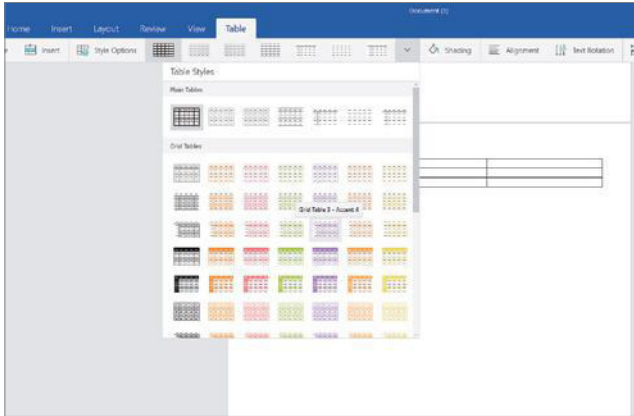 Document (1)
Home Insert Layout Review View Table
Insert Style Options Shading Alignment Text Rotation
Table Styles
Plain Tables
Grid Tables
Grid Table 3 - Accent 4